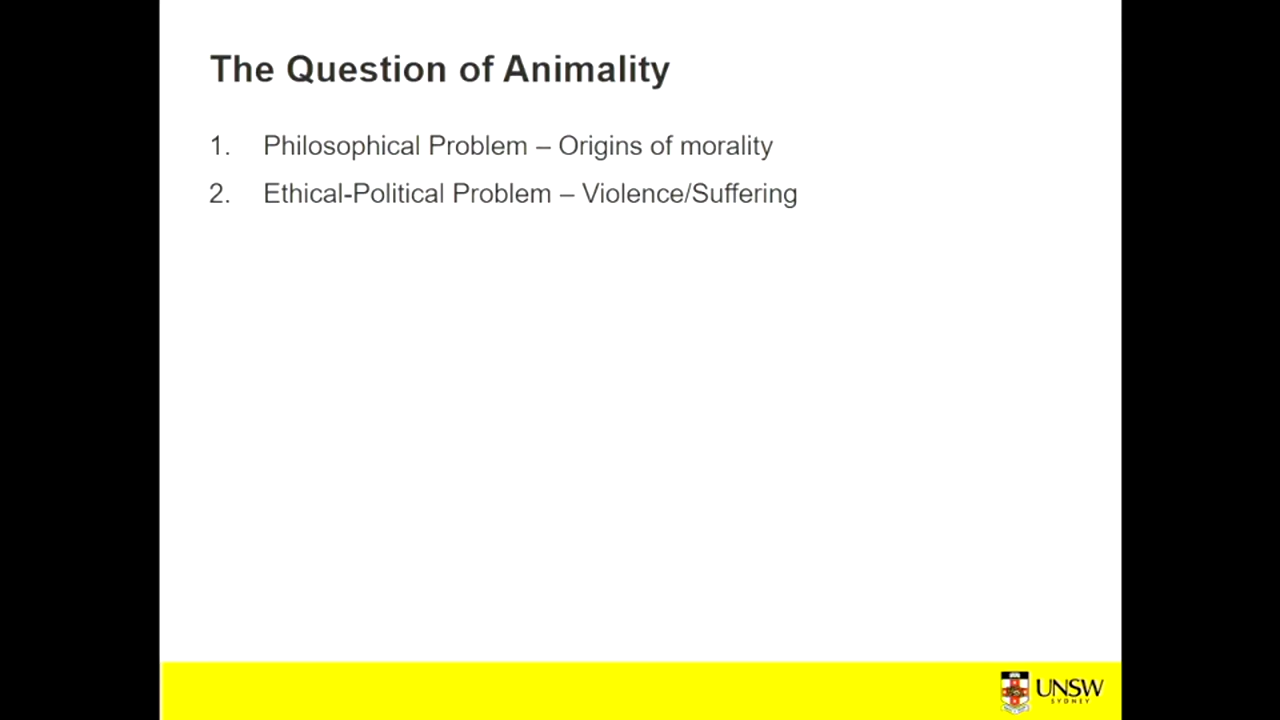 The Question of Animality
1. Philosophical Problem – Origins of morality
2. Ethical-Political Problem – Violence/Suffering
UNSW
SYDNEY